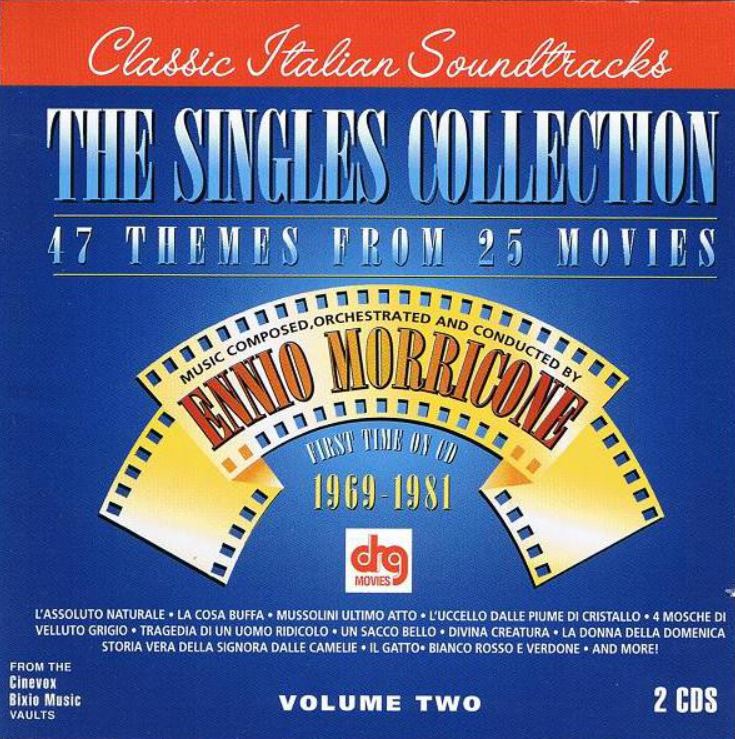 Classic Italian Soundtracks
THE SINGLES COLLECTION
47 THEMES FROM 25 MOVIES
MUSIC COMPOSED, ORCHESTRATED AND CONDUCTED BY
ENNIO MORRICONE
FIRST TIME ON CD
1969-1981
drg
MOVIES
L'ASSOLUTO NATURALE • LA COSA BUFFA • MUSSOLINI ULTIMO ATTO • L'UCCELLO DALLE PIUME DI CRISTALLO • 4 MOSCHE DI
VELLUTO GRIGIO • TRAGEDIA DI UN UOMO RIDICOLO • UN SACCO BELLO • DIVINA CREATURA • LA DONNA DELLA DOMENICA
STORIA VERA DELLA SIGNORA DALLE CAMELIE • IL GATTO• BIANCO ROSSO E VERDONE • AND MORE!
FROM THE
Cinevox
Bixio Music
VAULTS
VOLUME TWO
2 CDS